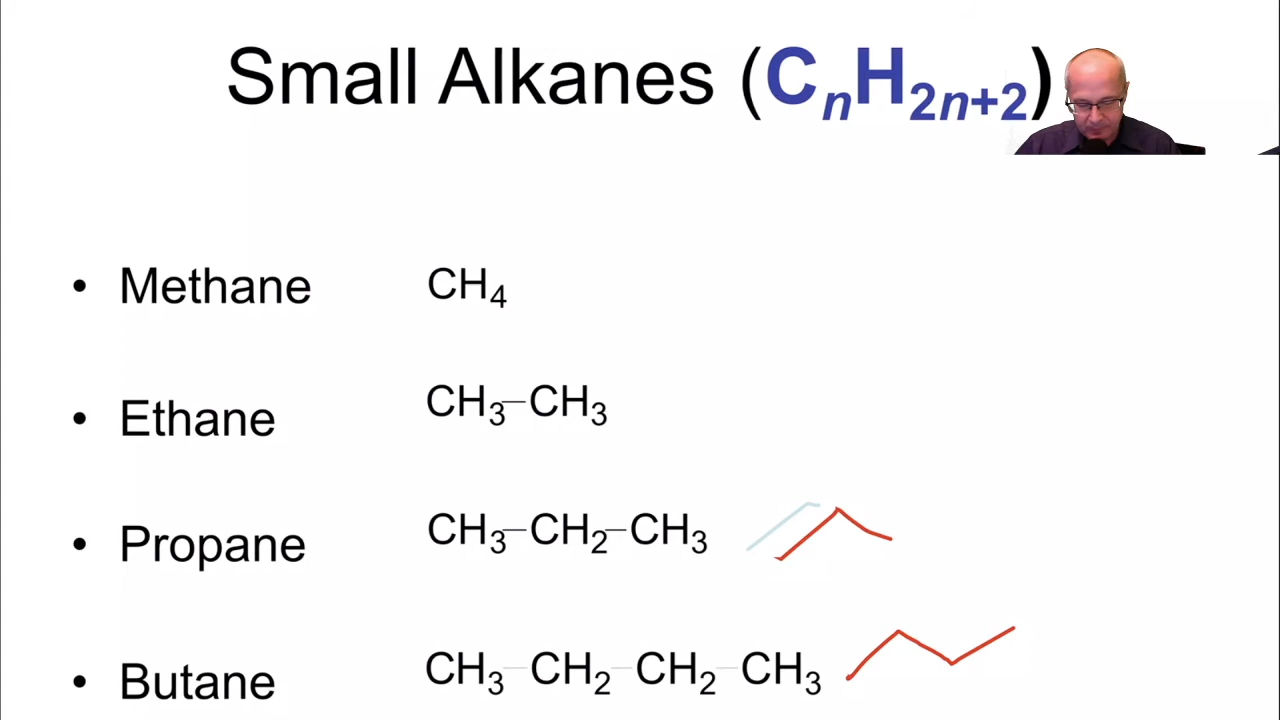 Small Alkanes (CₙH₂ₙ₊₂)
• Methane CH₄
• Ethane CH₃–CH₃
• Propane CH₃–CH₂–CH₃
• Butane CH₃–CH₂–CH₂–CH₃